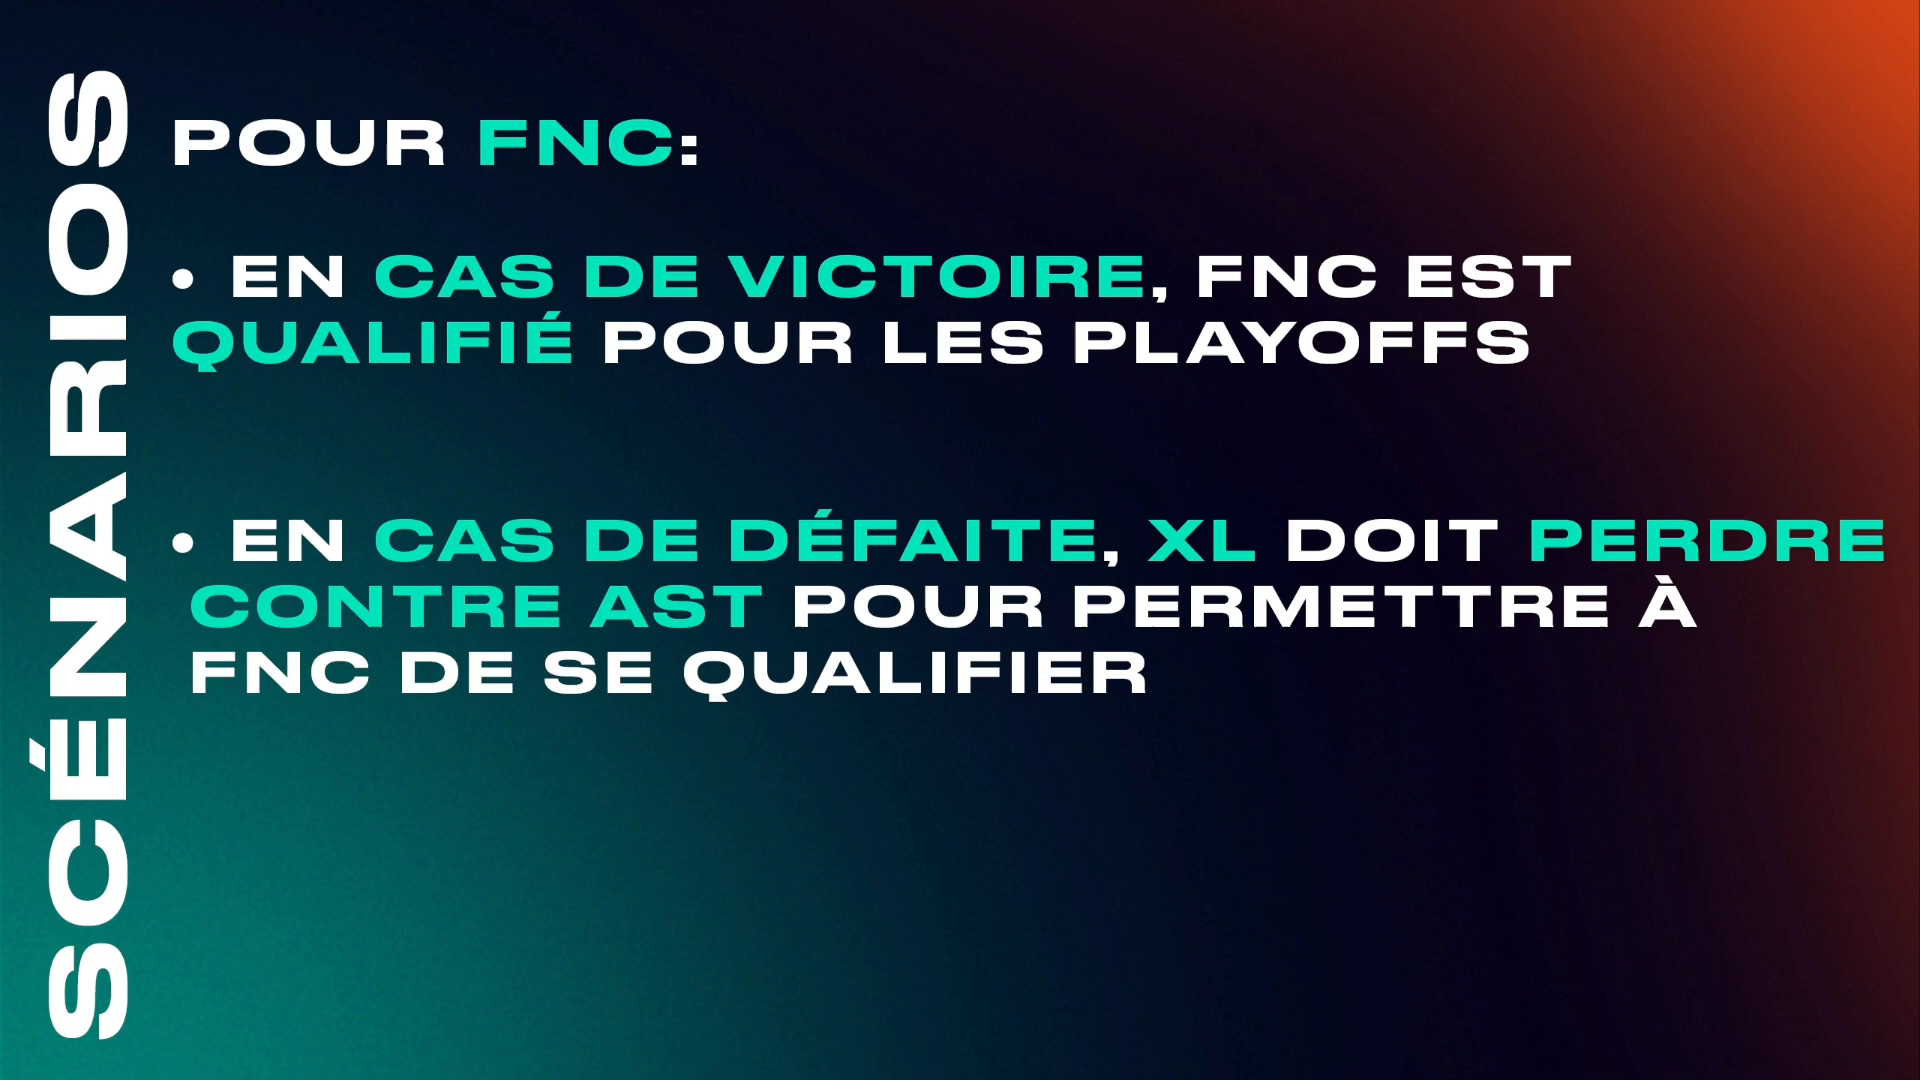 SCÉNARIOS
POUR FNC:
• EN CAS DE VICTOIRE, FNC EST
QUALIFIÉ POUR LES PLAYOFFS
• EN CAS DE DÉFAITE, XL DOIT PERDRE
CONTRE AST POUR PERMETTRE À
FNC DE SE QUALIFIER